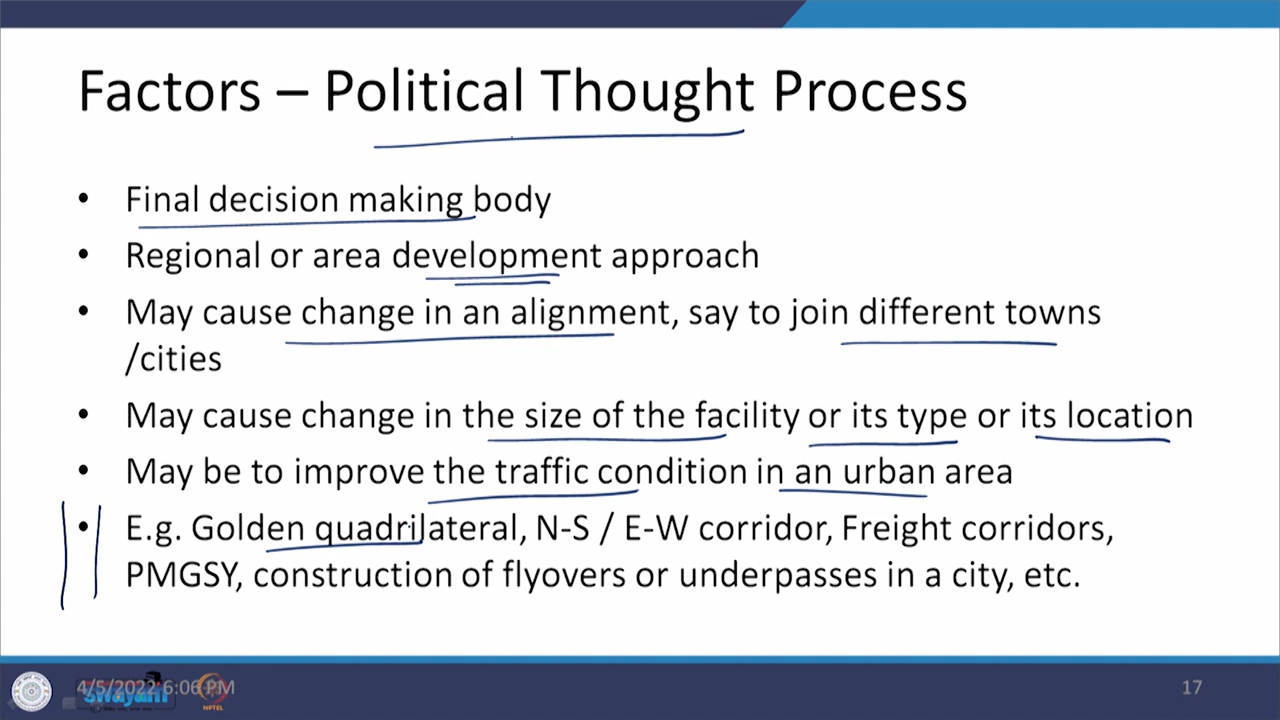 Factors – Political Thought Process
• Final decision making body
• Regional or area development approach
• May cause change in an alignment, say to join different towns
/cities
• May cause change in the size of the facility or its type or its location
• May be to improve the traffic condition in an urban area
• E.g. Golden quadrilateral, N-S / E-W corridor, Freight corridors,
PMGSY, construction of flyovers or underpasses in a city, etc.
4/5/2022 6:06 PM
swayam
NPTEL
17